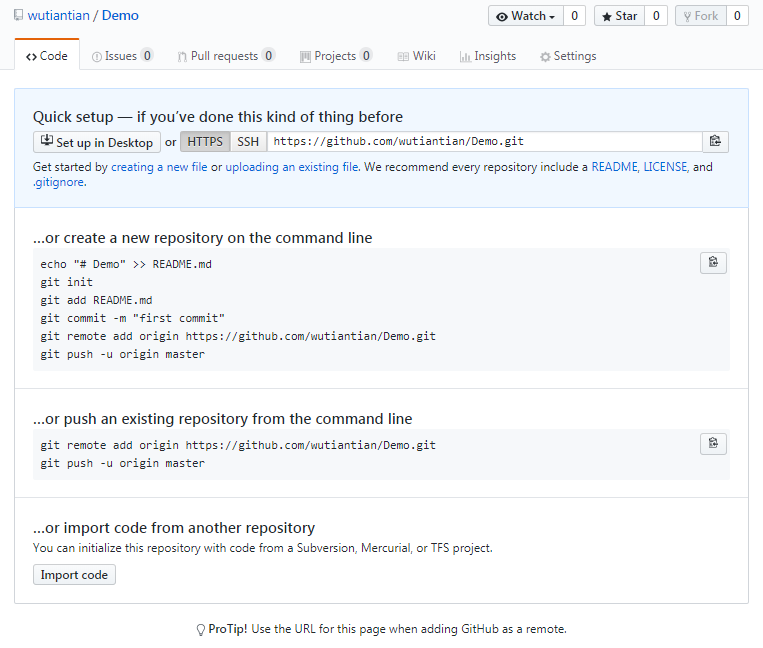 wutiantian / Demo
Watch 0 Star 0 Fork 0
Code Issues 0 Pull requests 0 Projects 0 Wiki Insights Settings
Quick setup — if you’ve done this kind of thing before
Set up in Desktop or HTTPS SSH https://github.com/wutiantian/Demo.git
Get started by creating a new file or uploading an existing file. We recommend every repository include a README, LICENSE, and
.gitignore.
…or create a new repository on the command line
echo "# Demo" >> README.md
git init
git add README.md
git commit -m "first commit"
git remote add origin https://github.com/wutiantian/Demo.git
git push -u origin master
…or push an existing repository from the command line
git remote add origin https://github.com/wutiantian/Demo.git
git push -u origin master
…or import code from another repository
You can initialize this repository with code from a Subversion, Mercurial, or TFS project.
Import code
ProTip! Use the URL for this page when adding GitHub as a remote.